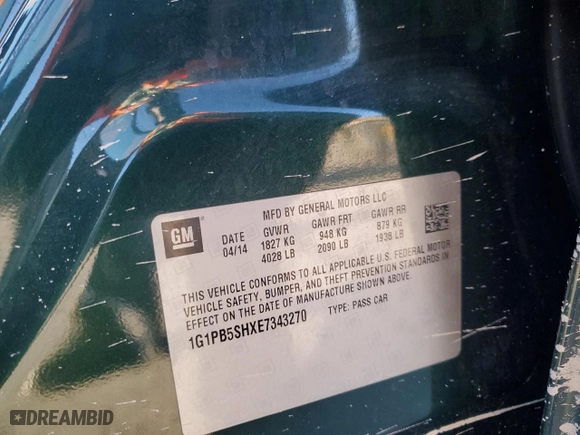 GM
MFD BY GENERAL MOTORS LLC
DATE GVWR GAWR FRT GAWR RR
04/14 1827 KG 948 KG 879 KG
4028 LB 2090 LB 1938 LB
THIS VEHICLE CONFORMS TO ALL APPLICABLE U.S. FEDERAL MOTOR
VEHICLE SAFETY, BUMPER, AND THEFT PREVENTION STANDARDS IN
EFFECT ON THE DATE OF MANUFACTURE SHOWN ABOVE.
1G1PB5SHXE7343270 TYPE: PASS CAR
DREAMBID